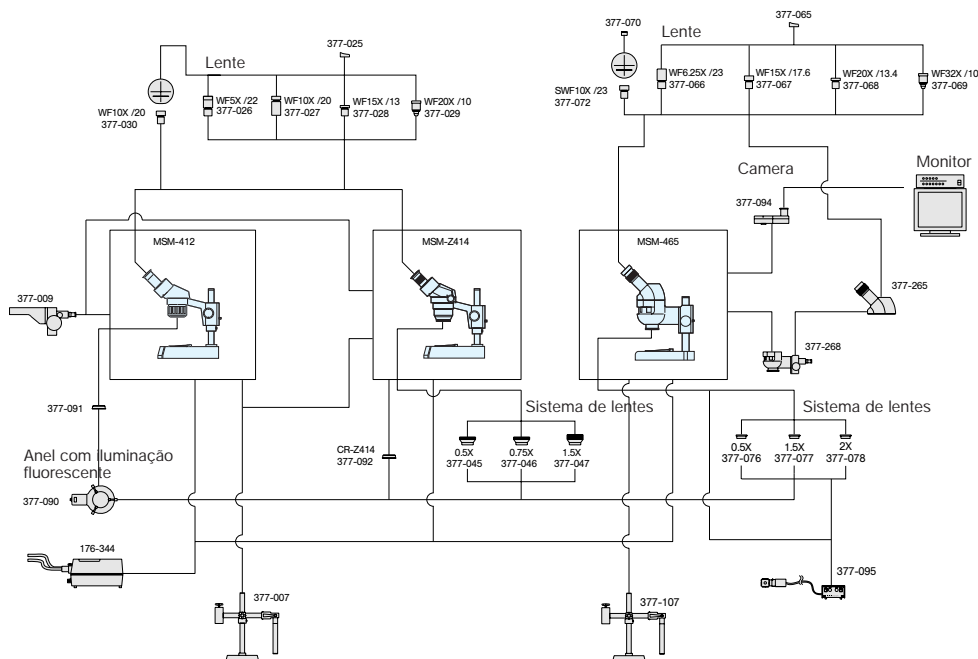 Lente
377-025
WF10X /20
377-030
WF5X /22
377-026
WF10X /20
377-027
WF15X /13
377-028
WF20X /10
377-029
377-070
Lente
377-065
SWF10X /23
377-072
WF6.25X /23
377-066
WF15X /17.6
377-067
WF20X /13.4
377-068
WF32X /10
377-069
Camera
Monitor
377-094
MSM-412
MSM-Z414
MSM-465
377-009
377-265
377-268
377-091
Anel com iluminação
fluorescente
377-090
CR-Z414
377-092
Sistema de lentes
0.5X
377-045
0.75X
377-046
1.5X
377-047
Sistema de lentes
0.5X
377-076
1.5X
377-077
2X
377-078
176-344
377-007
377-107
377-095